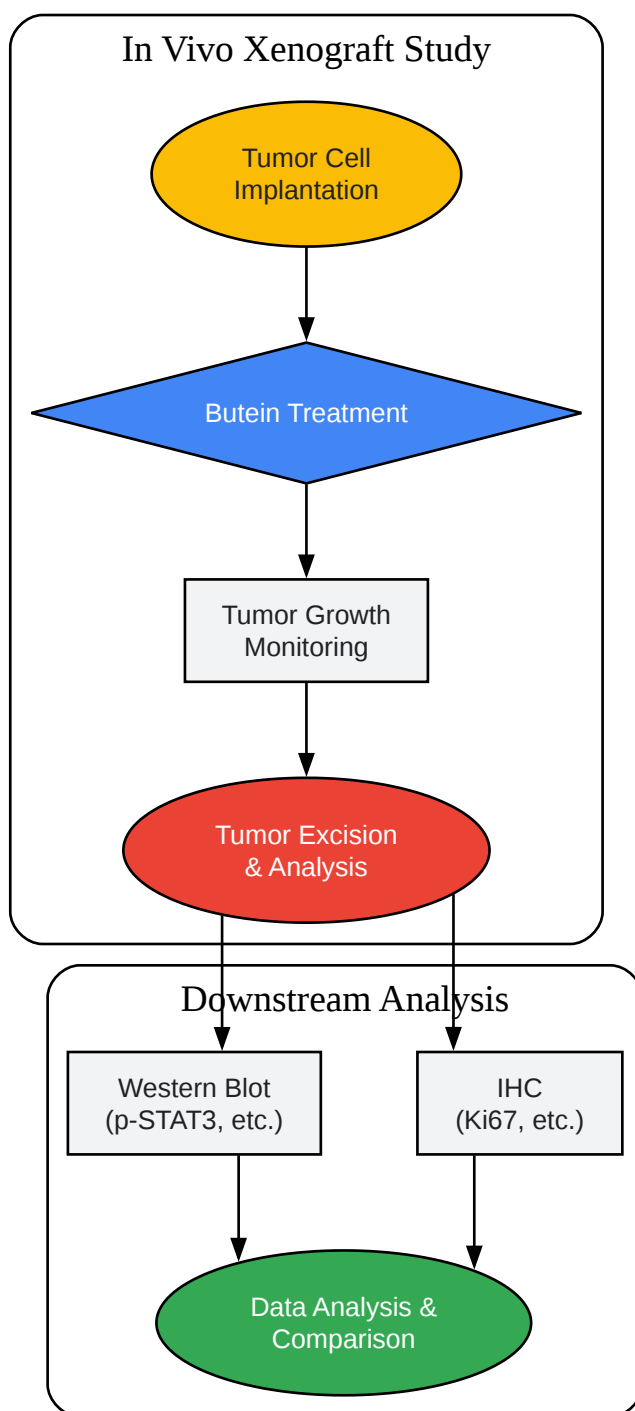 In Vivo Xenograft Study
Tumor Cell
Implantation
Butein Treatment
Tumor Growth
Monitoring
Tumor Excision
& Analysis
Downstream Analysis
Western Blot
(p-STAT3, etc.)
IHC
(Ki67, etc.)
Data Analysis &
Comparison